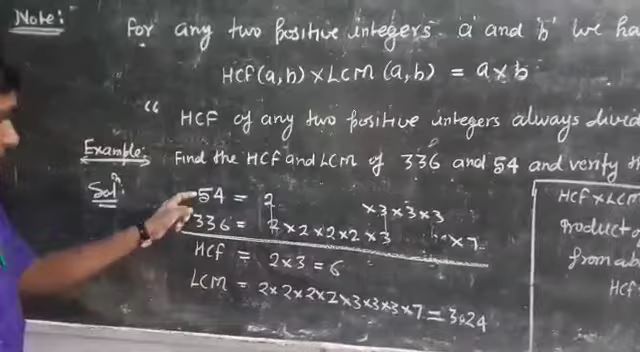 Note:
For any two positive integers 'a' and 'b' we ha
HCF(a,b) × LCM (a,b) = a×b
“ HCF of any two positive integers always divid
Example: Find the HCF and LCM of 336 and 54 and verify th
Solⁿ:
54 = 2 ×3×3×3
336 = 2×2×2×2×3 ×7
HCF = 2×3=6
LCM = 2×2×2×2×3×3×3×7=3024
HCF×LCM
product o
from ab
HCF